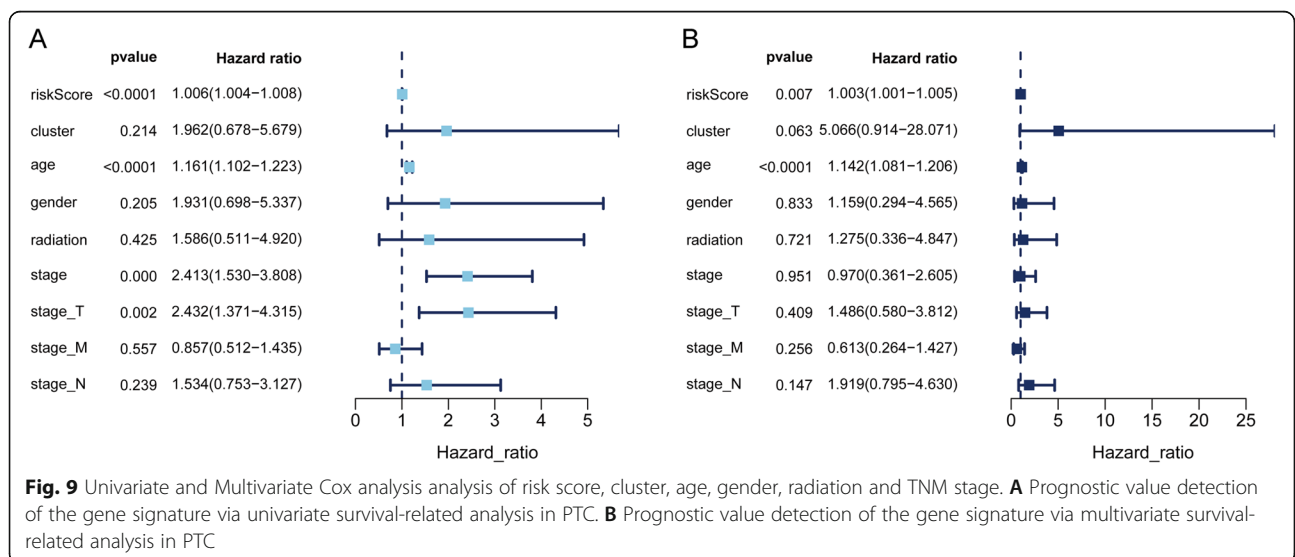 A
pvalue Hazard ratio
riskScore <0.0001 1.006(1.004−1.008)
cluster 0.214 1.962(0.678−5.679)
age <0.0001 1.161(1.102−1.223)
gender 0.205 1.931(0.698−5.337)
radiation 0.425 1.586(0.511−4.920)
stage 0.000 2.413(1.530−3.808)
stage_T 0.002 2.432(1.371−4.315)
stage_M 0.557 0.857(0.512−1.435)
stage_N 0.239 1.534(0.753−3.127)
0 1 2 3 4 5
Hazard_ratio
B
pvalue Hazard ratio
riskScore 0.007 1.003(1.001−1.005)
cluster 0.063 5.066(0.914−28.071)
age <0.0001 1.142(1.081−1.206)
gender 0.833 1.159(0.294−4.565)
radiation 0.721 1.275(0.336−4.847)
stage 0.951 0.970(0.361−2.605)
stage_T 0.409 1.486(0.580−3.812)
stage_M 0.256 0.613(0.264−1.427)
stage_N 0.147 1.919(0.795−4.630)
0 5 10 15 20 25
Hazard_ratio
Fig. 9 Univariate and Multivariate Cox analysis analysis of risk score, cluster, age, gender, radiation and TNM stage. A Prognostic value detection
of the gene signature via univariate survival-related analysis in PTC. B Prognostic value detection of the gene signature via multivariate survival-
related analysis in PTC